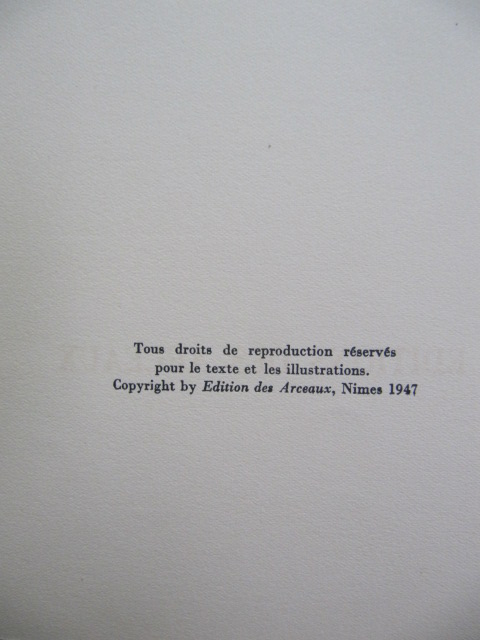 Tous droits de reproduction réservés
pour le texte et les illustrations.
Copyright by Edition des Arceaux, Nimes 1947